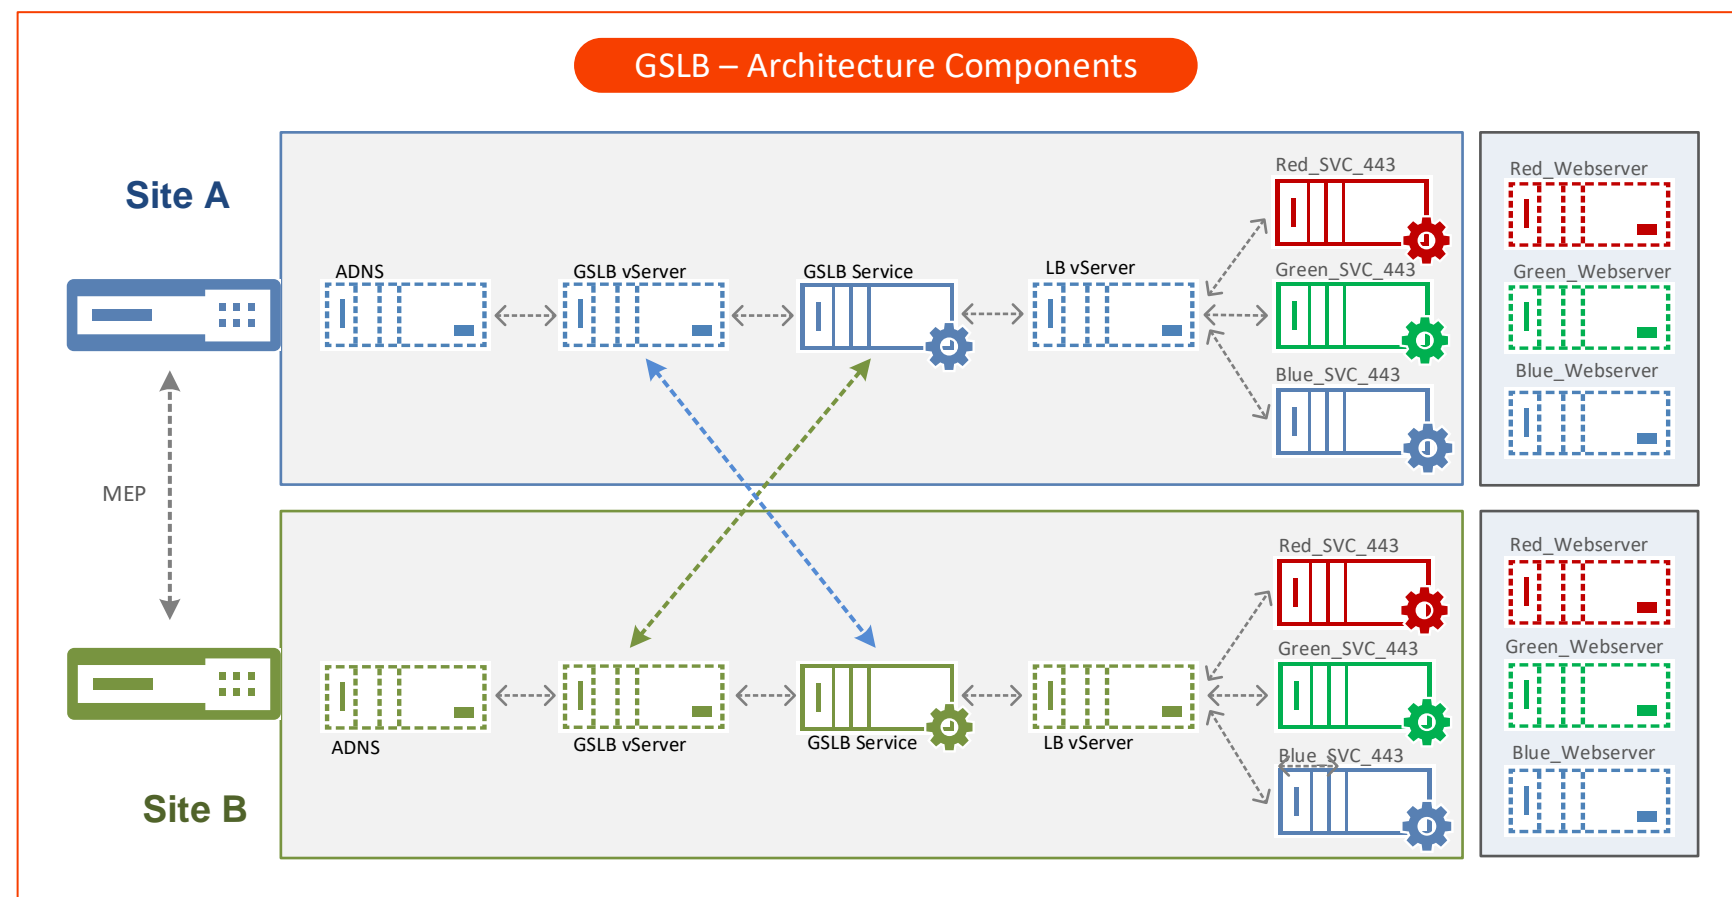 GSLB – Architecture Components
Site A
ADNS
GSLB vServer
GSLB Service
LB vServer
Red_SVC_443
Green_SVC_443
Blue_SVC_443
Red_Webserver
Green_Webserver
Blue_Webserver
MEP
Site B
ADNS
GSLB vServer
GSLB Service
LB vServer
Red_SVC_443
Green_SVC_443
Blue_SVC_443
Red_Webserver
Green_Webserver
Blue_Webserver